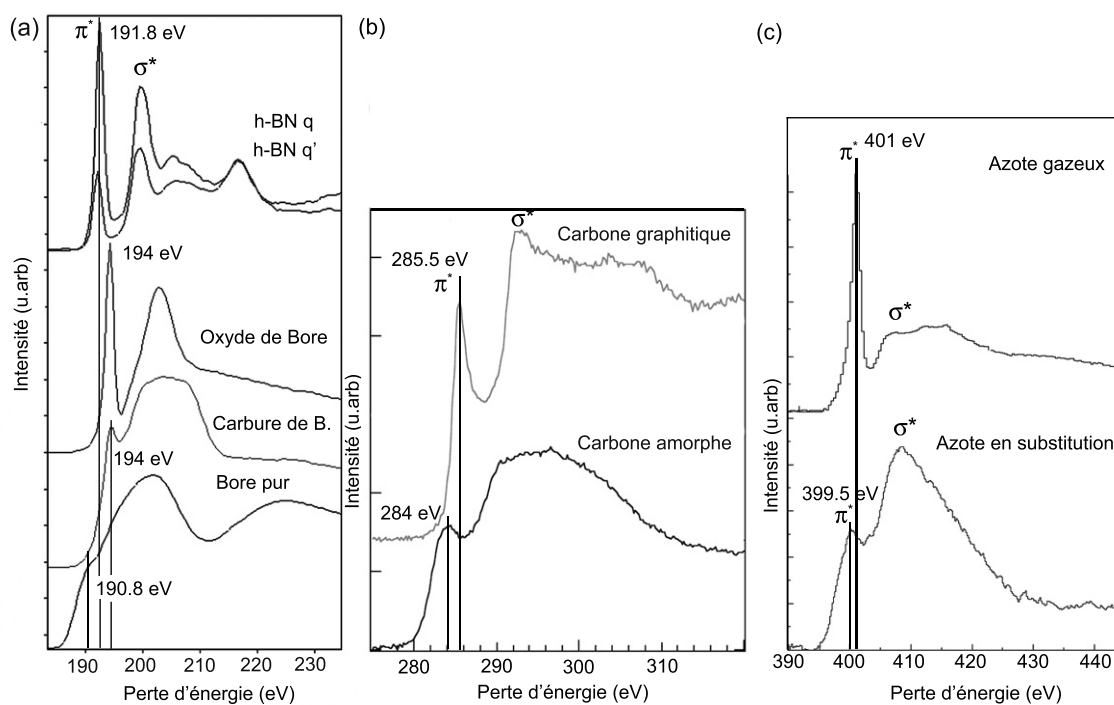 (a)
π* 191.8 eV
σ*
h-BN q
h-BN q'
194 eV
Oxyde de Bore
Carbure de B.
194 eV
Bore pur
190.8 eV
Intensité (u.arb)
190 200 210 220 230
Perte d'énergie (eV)
(b)
σ*
Carbone graphitique
285.5 eV
π*
Carbone amorphe
284 eV
Intensité (u.arb)
280 290 300 310
Perte d'énergie (eV)
(c)
401 eV
π*
Azote gazeux
σ*
σ*
Azote en substitution
399.5 eV
π*
Intensité (u.arb)
390 400 410 420 430 440
Perte d'énergie (eV)